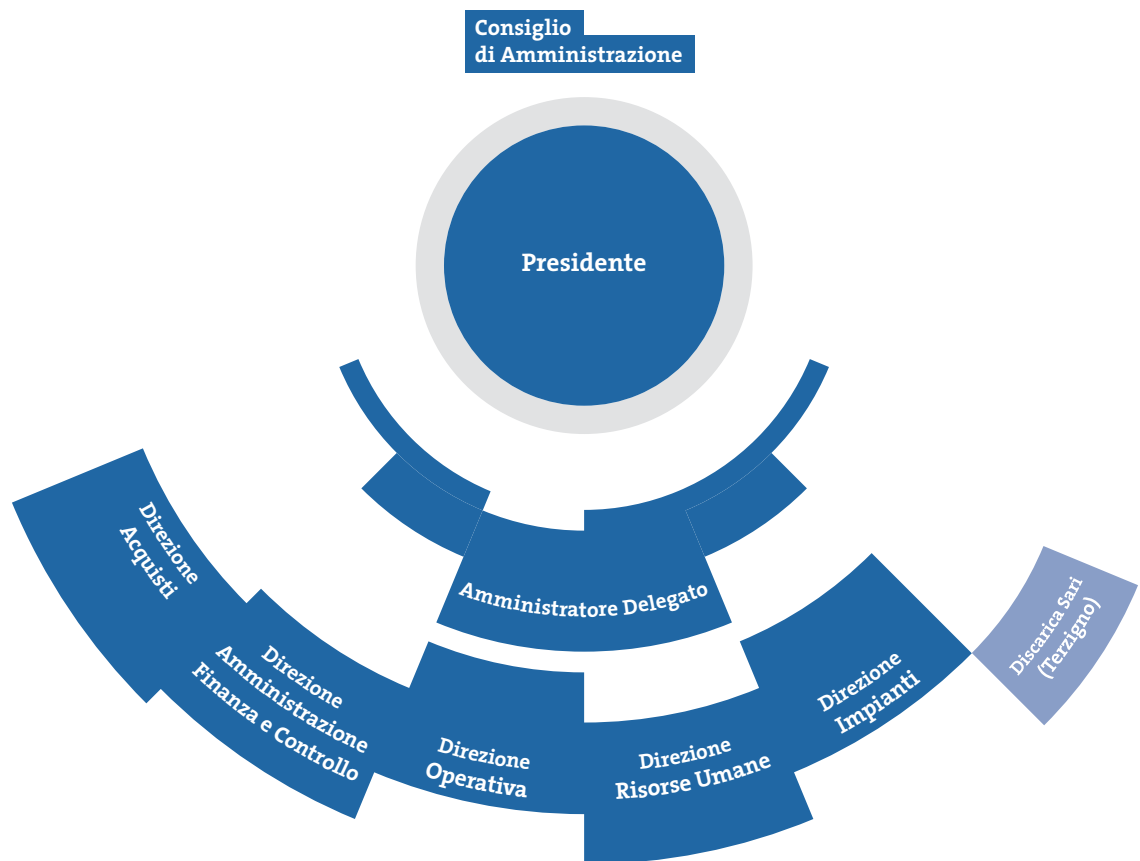 Consiglio
di Amministrazione
Presidente
Amministratore Delegato
Direzione
Acquisti
Direzione
Amministrazione
Finanza e Controllo
Direzione
Operativa
Direzione
Risorse Umane
Direzione
Impianti
Discarica Sari
(Terzigno)